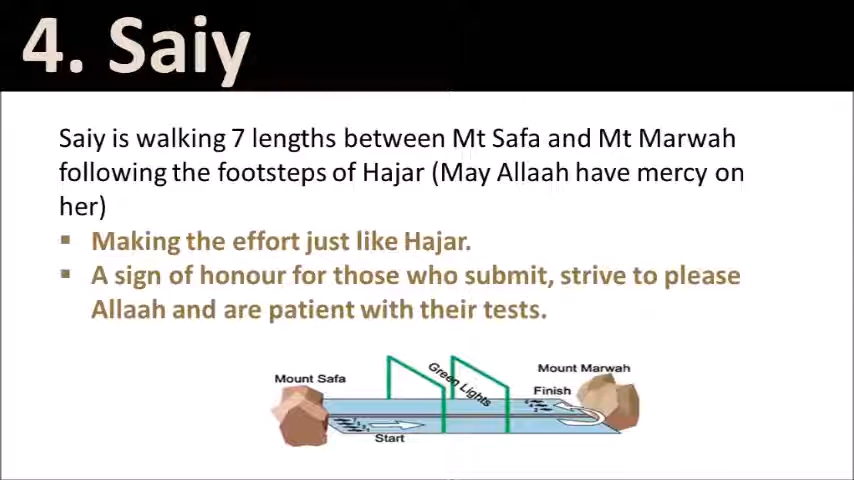 4. Saiy
Saiy is walking 7 lengths between Mt Safa and Mt Marwah
following the footsteps of Hajar (May Allaah have mercy on
her)
▪ Making the effort just like Hajar.
▪ A sign of honour for those who submit, strive to please
Allaah and are patient with their tests.
Mount Safa
Green Lights
Mount Marwah
Finish
Start